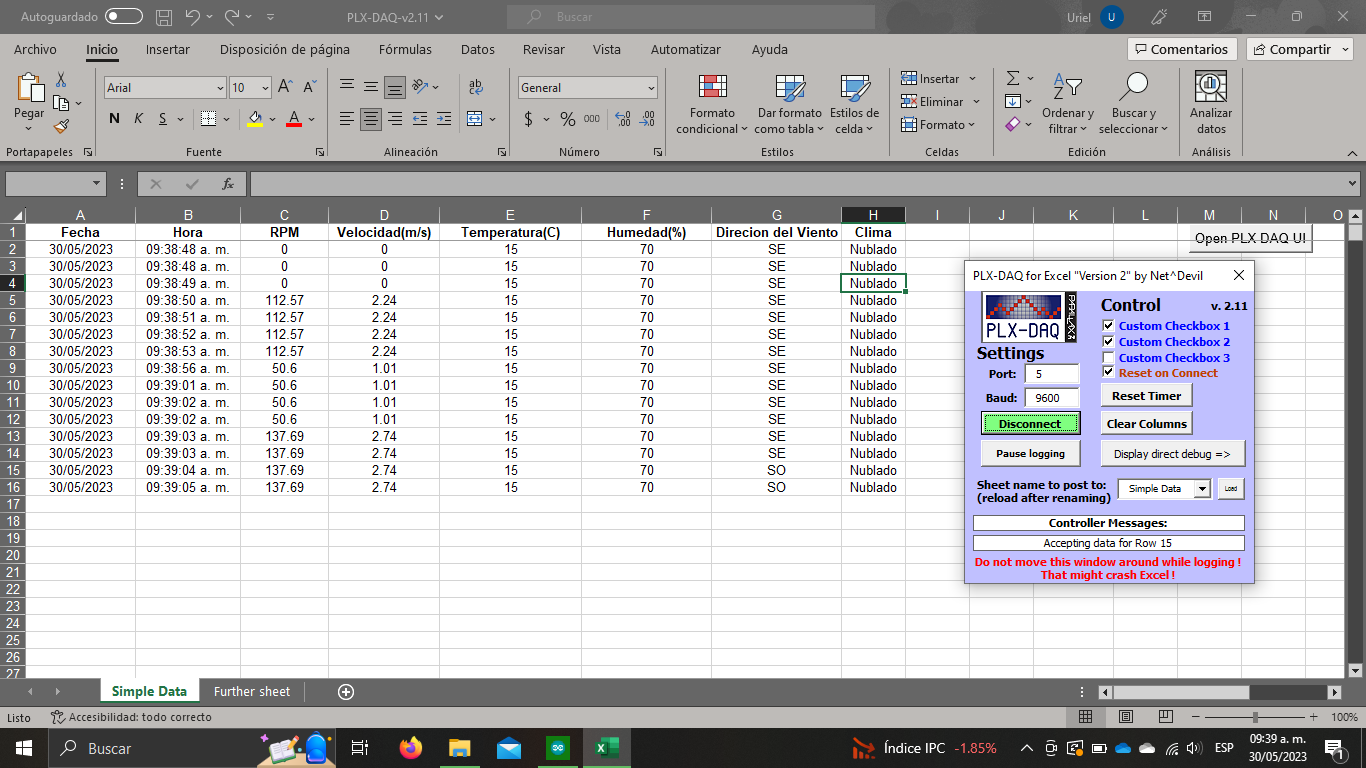 Autoguardado PLX-DAQ-v2.11 Buscar Uriel U
Archivo Inicio Insertar Disposición de página Fórmulas Datos Revisar Vista Automatizar Ayuda Comentarios Compartir
Pegar
Arial 10
N K S
General
$ % 000
Formato condicional
Dar formato como tabla
Estilos de celda
Insertar
Eliminar
Formato
Ordenar y filtrar
Buscar y seleccionar
Analizar datos
Portapapeles Fuente Alineación Número Estilos Celdas Edición Análisis
fx
A B C D E F G H I J K L M N O
1 Fecha Hora RPM Velocidad(m/s) Temperatura(C) Humedad(%) Direcion del Viento Clima
2 30/05/2023 09:38:48 a. m. 0 0 15 70 SE Nublado
3 30/05/2023 09:38:48 a. m. 0 0 15 70 SE Nublado
4 30/05/2023 09:38:49 a. m. 0 0 15 70 SE Nublado
5 30/05/2023 09:38:50 a. m. 112.57 2.24 15 70 SE Nublado
6 30/05/2023 09:38:51 a. m. 112.57 2.24 15 70 SE Nublado
7 30/05/2023 09:38:52 a. m. 112.57 2.24 15 70 SE Nublado
8 30/05/2023 09:38:53 a. m. 112.57 2.24 15 70 SE Nublado
9 30/05/2023 09:38:56 a. m. 50.6 1.01 15 70 SE Nublado
10 30/05/2023 09:39:01 a. m. 50.6 1.01 15 70 SE Nublado
11 30/05/2023 09:39:02 a. m. 50.6 1.01 15 70 SE Nublado
12 30/05/2023 09:39:02 a. m. 50.6 1.01 15 70 SE Nublado
13 30/05/2023 09:39:03 a. m. 137.69 2.74 15 70 SE Nublado
14 30/05/2023 09:39:03 a. m. 137.69 2.74 15 70 SE Nublado
15 30/05/2023 09:39:04 a. m. 137.69 2.74 15 70 SO Nublado
16 30/05/2023 09:39:05 a. m. 137.69 2.74 15 70 SO Nublado
17
18
19
20
21
22
23
24
25
26
27
Open PLX DAQ UI
PLX-DAQ for Excel "Version 2" by Net^Devil
PLX-DAQ
PARALLAX
Control v. 2.11
Custom Checkbox 1
Custom Checkbox 2
Custom Checkbox 3
Reset on Connect
Settings
Port: 5
Baud: 9600
Reset Timer
Disconnect
Clear Columns
Pause logging
Display direct debug =>
Sheet name to post to:
(reload after renaming)
Simple Data
Load
Controller Messages:
Accepting data for Row 15
Do not move this window around while logging !
That might crash Excel !
Simple Data Further sheet
Listo Accesibilidad: todo correcto 100%
Buscar
Índice IPC -1.85% ESP
09:39 a. m.
30/05/2023
1